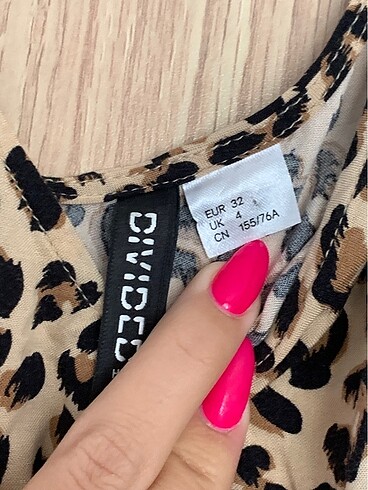 EUR 32
UK 4
CN 155/76A
DIVIDED
H